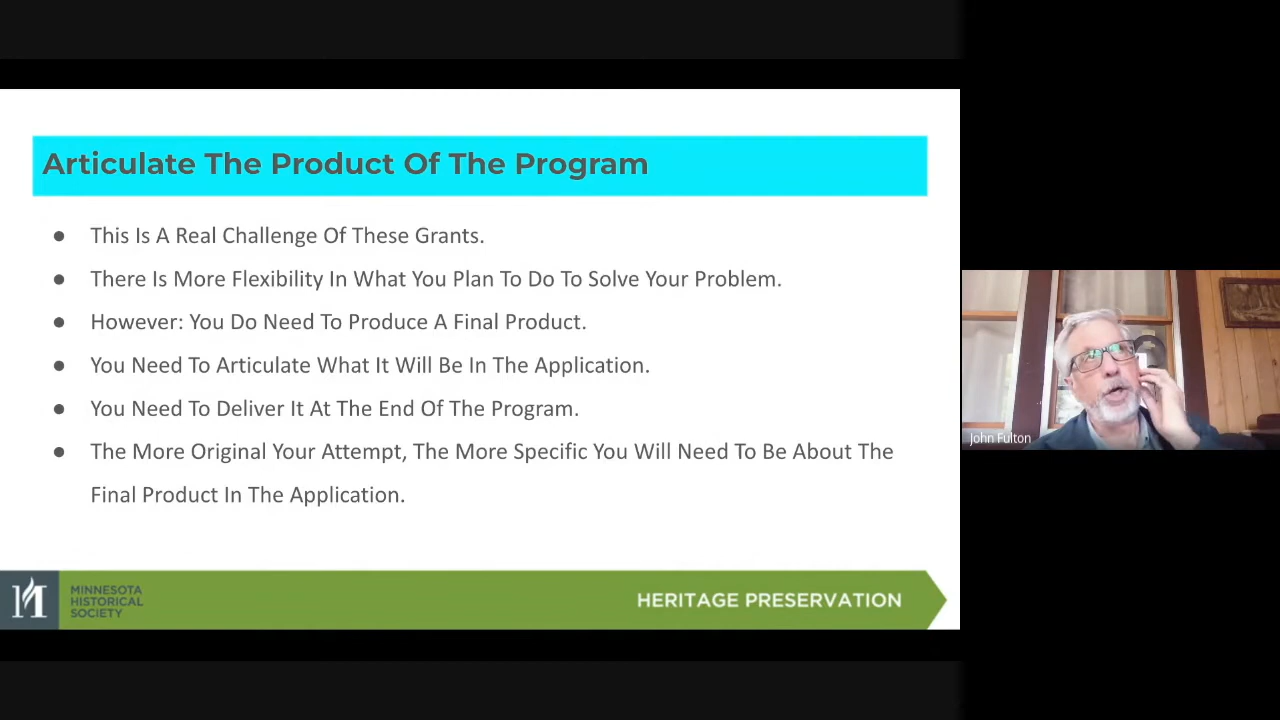 Articulate The Product Of The Program
● This Is A Real Challenge Of These Grants.
● There Is More Flexibility In What You Plan To Do To Solve Your Problem.
● However: You Do Need To Produce A Final Product.
● You Need To Articulate What It Will Be In The Application.
● You Need To Deliver It At The End Of The Program.
● The More Original Your Attempt, The More Specific You Will Need To Be About The
Final Product In The Application.
John Fulton
M
MINNESOTA
HISTORICAL
SOCIETY
HERITAGE PRESERVATION